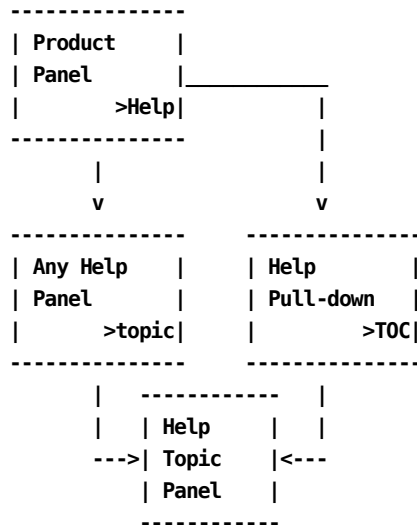 Product
Panel
>Help
Any Help
Panel
>topic
Help
Pull-down
>TOC
Help
Topic
Panel